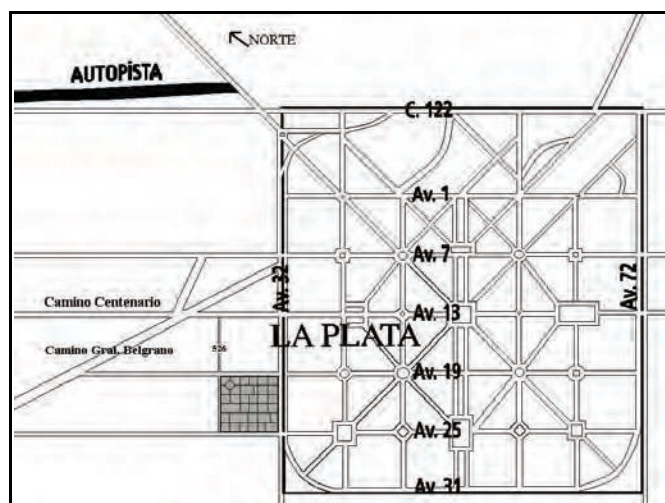 NORTE
AUTOPÍSTA
C. 122
Av. 1
Av. 7
Av. 32
Av. 72
Camino Centenario
Av. 13
LA PLATA
Camino Gral. Belgrano
526
Av. 19
Av. 25
Av. 31